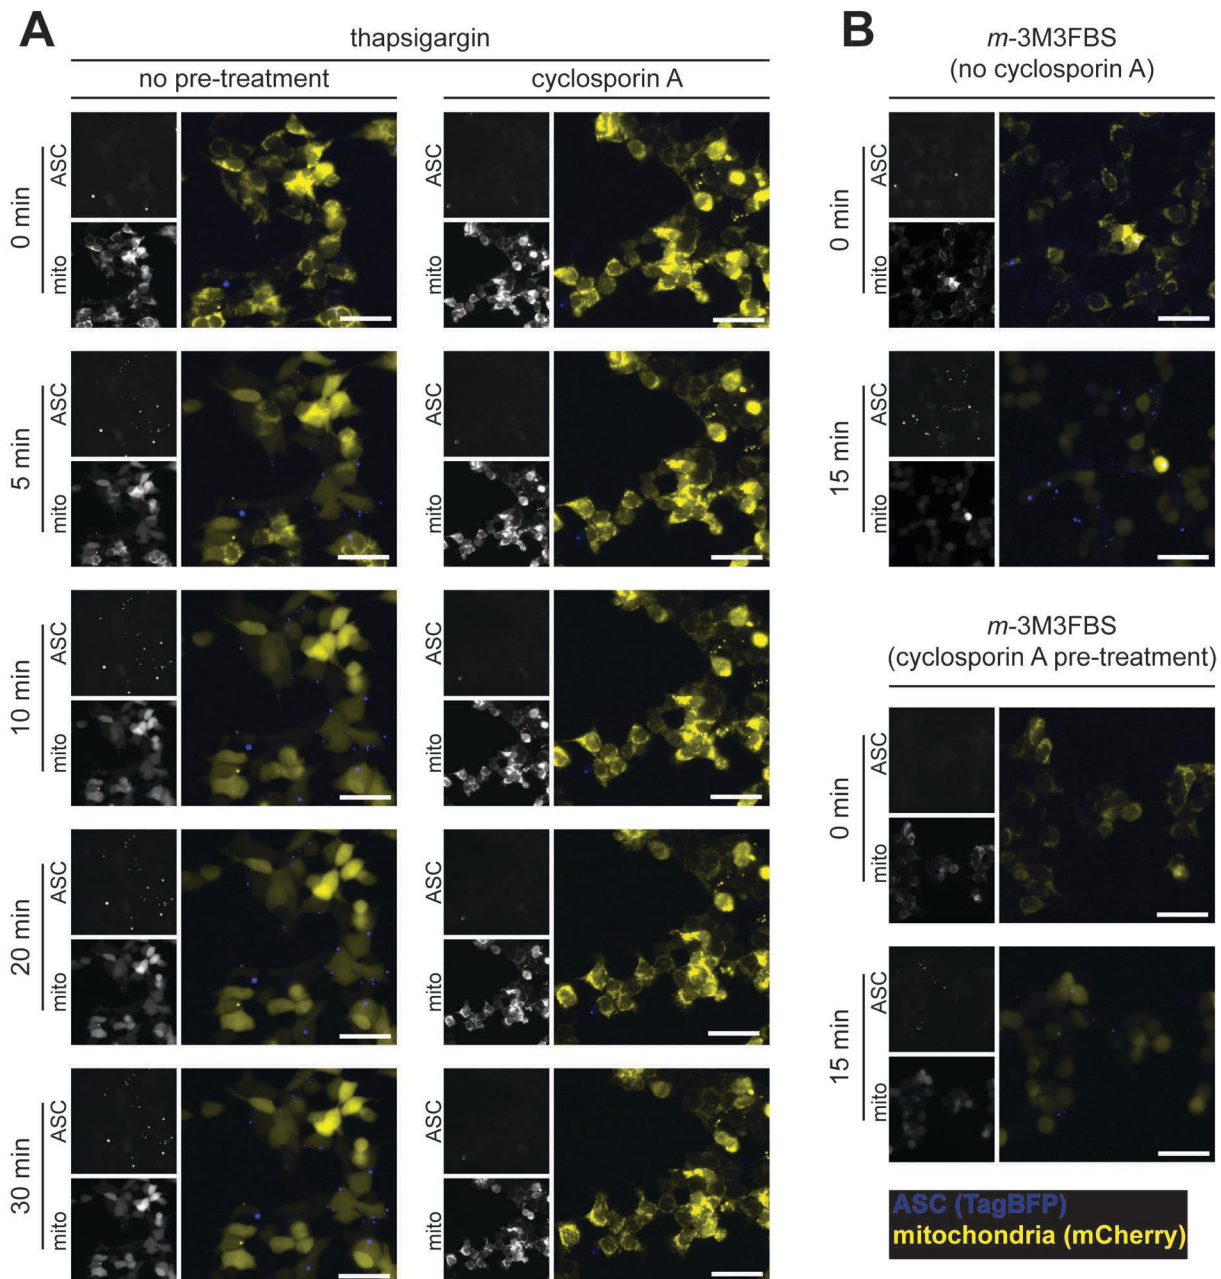 A
thapsigargin
no pre-treatment
cyclosporin A
0 min
ASC
mito
ASC
mito
5 min
ASC
mito
ASC
mito
10 min
ASC
mito
ASC
mito
20 min
ASC
mito
ASC
mito
30 min
ASC
mito
ASC
mito
B
m-3M3FBS
(no cyclosporin A)
0 min
ASC
mito
15 min
ASC
mito
m-3M3FBS
(cyclosporin A pre-treatment)
0 min
ASC
mito
15 min
ASC
mito
ASC (TagBFP)
mitochondria (mCherry)